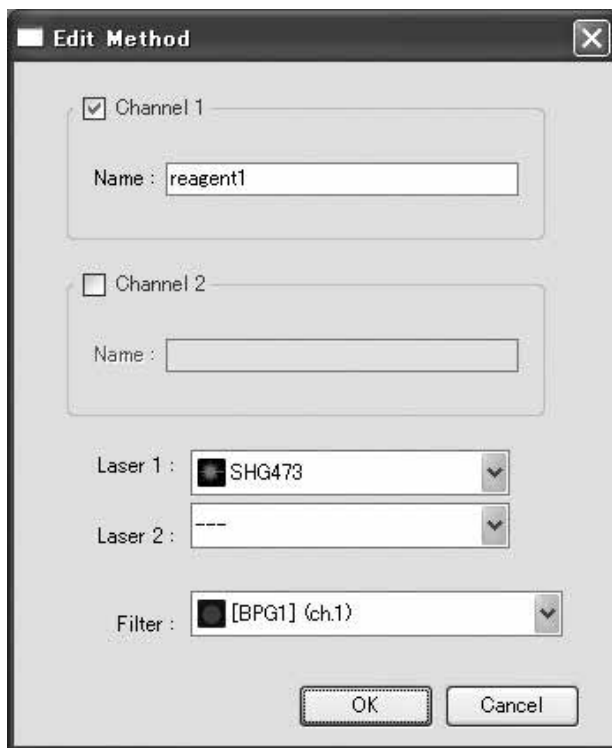 Edit Method
Channel 1
Name : reagent1
Channel 2
Name :
Laser 1 : SHG473
Laser 2 : ---
Filter : [BPG1] (ch.1)
OK Cancel